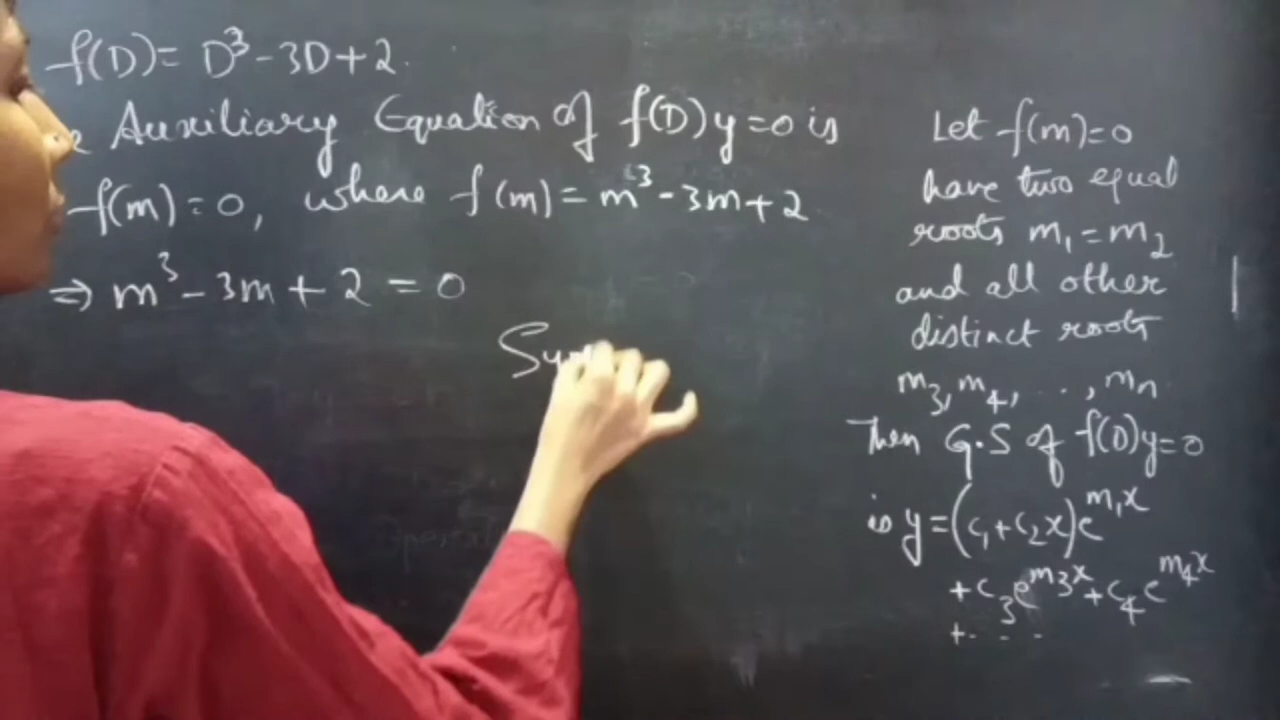 f(D) = D³ - 3D + 2.
Auxiliary Equation of f(D)y = 0 is
f(m) = 0, where f(m) = m³ - 3m + 2
⇒ m³ - 3m + 2 = 0
Let f(m) = 0
have two equal
roots m₁ = m₂
and all other
distinct roots
m₃, m₄, ..., mₙ
Then G.S of f(D)y = 0
is y = (c₁ + c₂x)e^{m₁x}
+ c₃e^{m₃x} + c₄e^{m₄x}
+ . . .